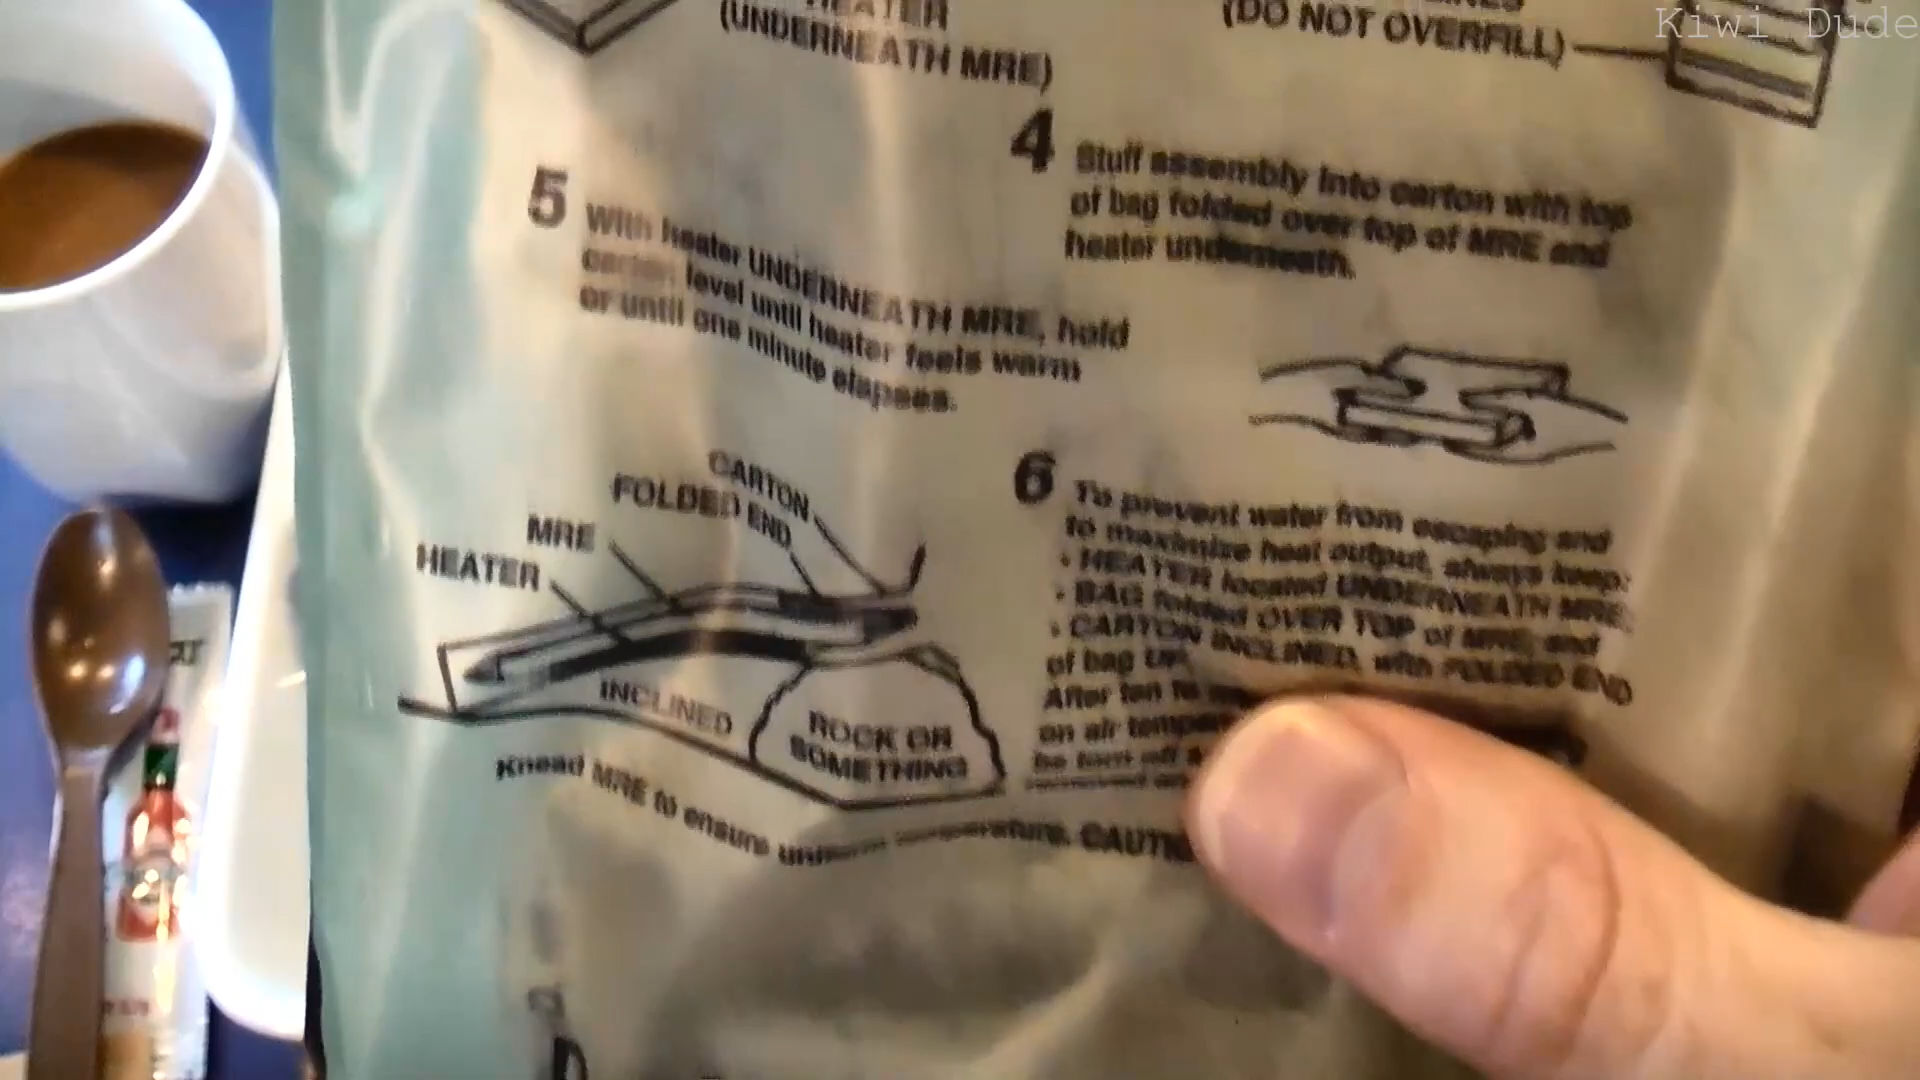 Kiwi Dude
HEATER
(UNDERNEATH MRE)
(DO NOT OVERFILL)
4
Stuff assembly into carton with top
of bag folded over top of MRE and
heater underneath.
5
With heater UNDERNEATH MRE, hold
carton level until heater feels warm
or until one minute elapses.
CARTON
FOLDED END
MRE
HEATER
INCLINED
ROCK OR
SOMETHING
6
To prevent water from escaping and
to maximize heat output, always keep:
• HEATER located UNDERNEATH MRE;
• BAG folded OVER TOP of MRE; and
• CARTON INCLINED, with FOLDED END
of bag UP
After ten
on air
be
Knead MRE to ensure uniform temperature.